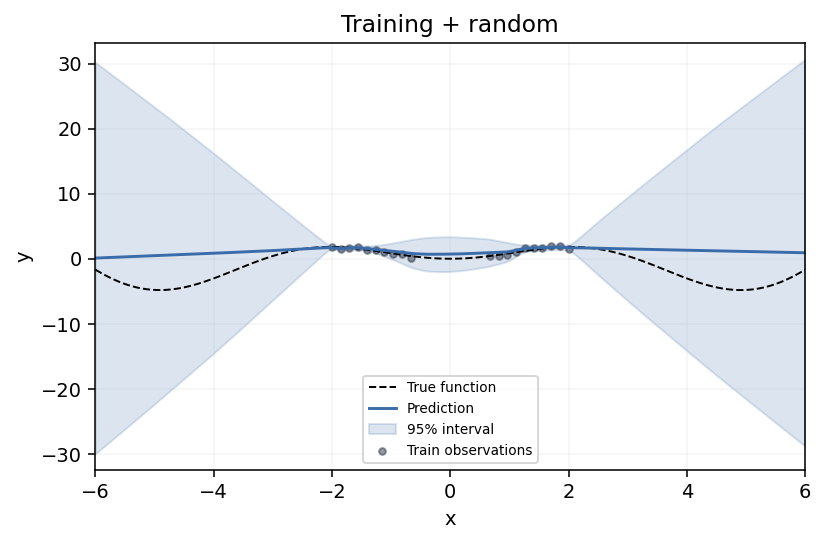 Training + random
30
20
10
0
−10
−20
−30
y
True function
Prediction
95% interval
Train observations
−6 −4 −2 0 2 4 6
x